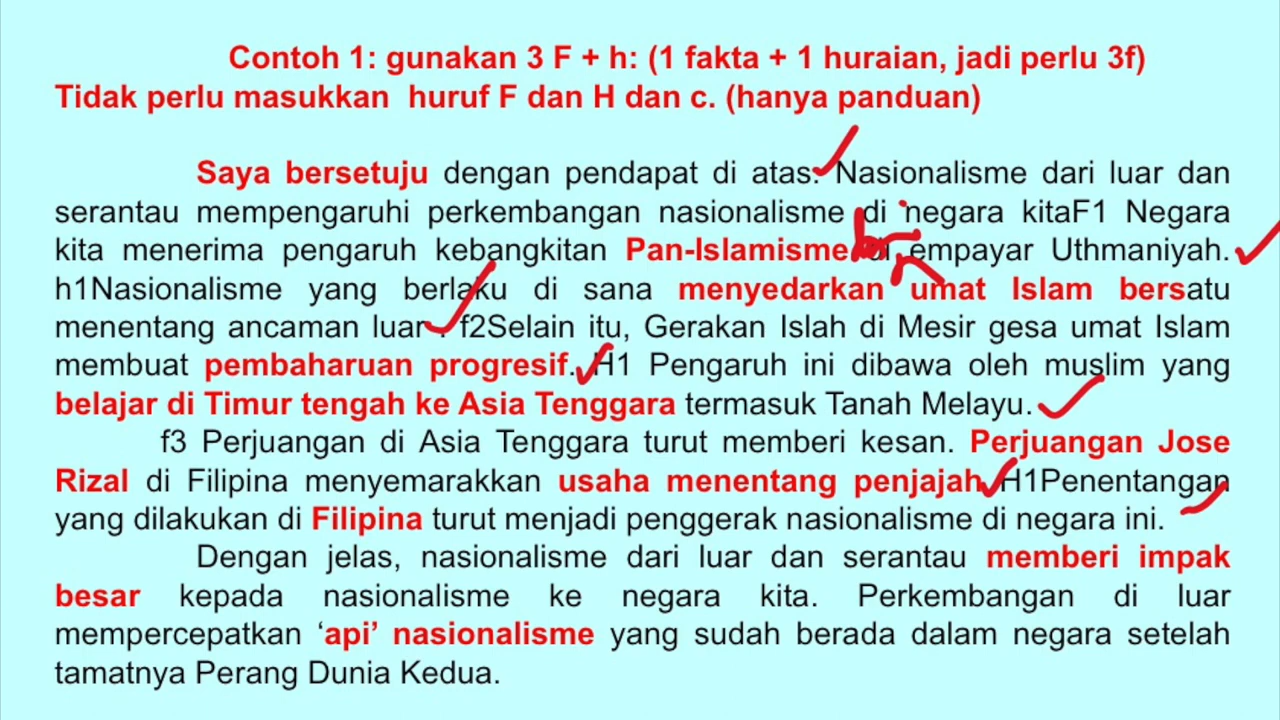 Contoh 1: gunakan 3 F + h: (1 fakta + 1 huraian, jadi perlu 3f)
Tidak perlu masukkan huruf F dan H dan c. (hanya panduan)
Saya bersetuju dengan pendapat di atas. Nasionalisme dari luar dan
serantau mempengaruhi perkembangan nasionalisme di negara kitaF1 Negara
kita menerima pengaruh kebangkitan Pan-Islamisme di empayar Uthmaniyah.
h1Nasionalisme yang berlaku di sana menyedarkan umat Islam bersatu
menentang ancaman luar . f2Selain itu, Gerakan Islah di Mesir gesa umat Islam
membuat pembaharuan progresif. H1 Pengaruh ini dibawa oleh muslim yang
belajar di Timur tengah ke Asia Tenggara termasuk Tanah Melayu.
f3 Perjuangan di Asia Tenggara turut memberi kesan. Perjuangan Jose
Rizal di Filipina menyemarakkan usaha menentang penjajah. H1Penentangan
yang dilakukan di Filipina turut menjadi penggerak nasionalisme di negara ini.
Dengan jelas, nasionalisme dari luar dan serantau memberi impak
besar kepada nasionalisme ke negara kita. Perkembangan di luar
mempercepatkan ‘api’ nasionalisme yang sudah berada dalam negara setelah
tamatnya Perang Dunia Kedua.